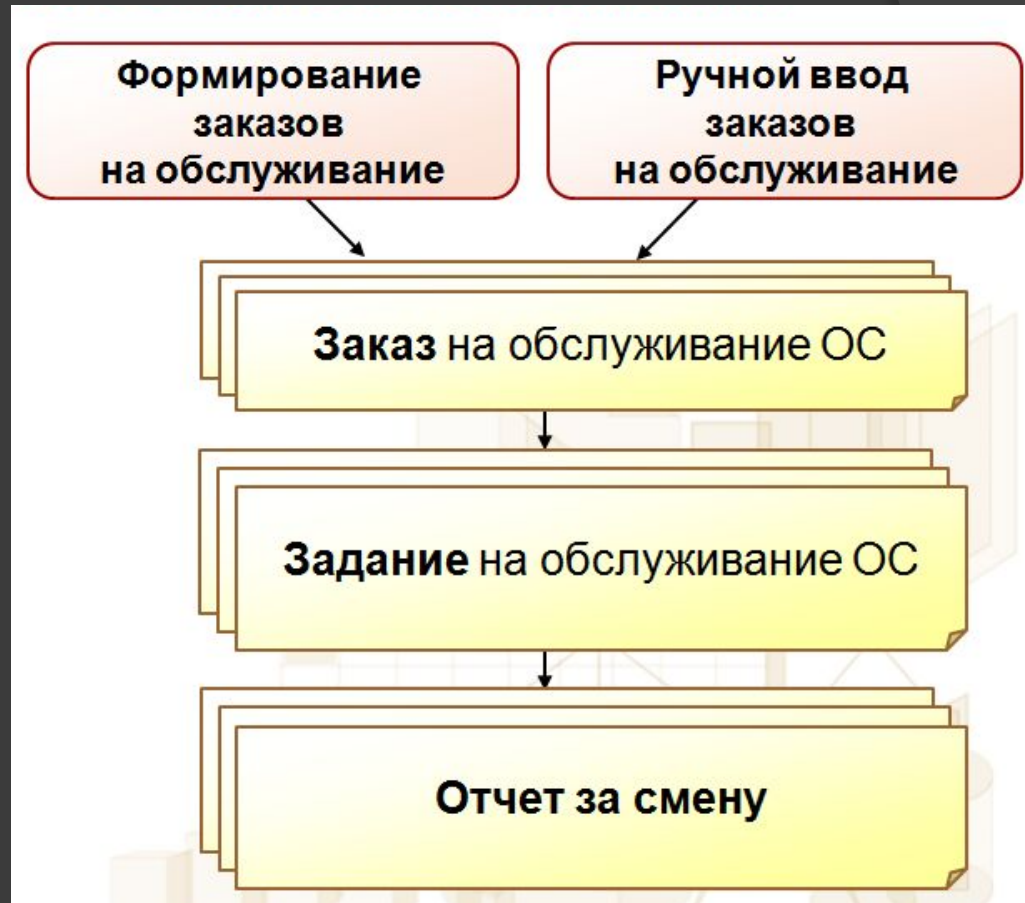 Формирование
заказов
на обслуживание
Ручной ввод
заказов
на обслуживание
Заказ на обслуживание ОС
Задание на обслуживание ОС
Отчет за смену